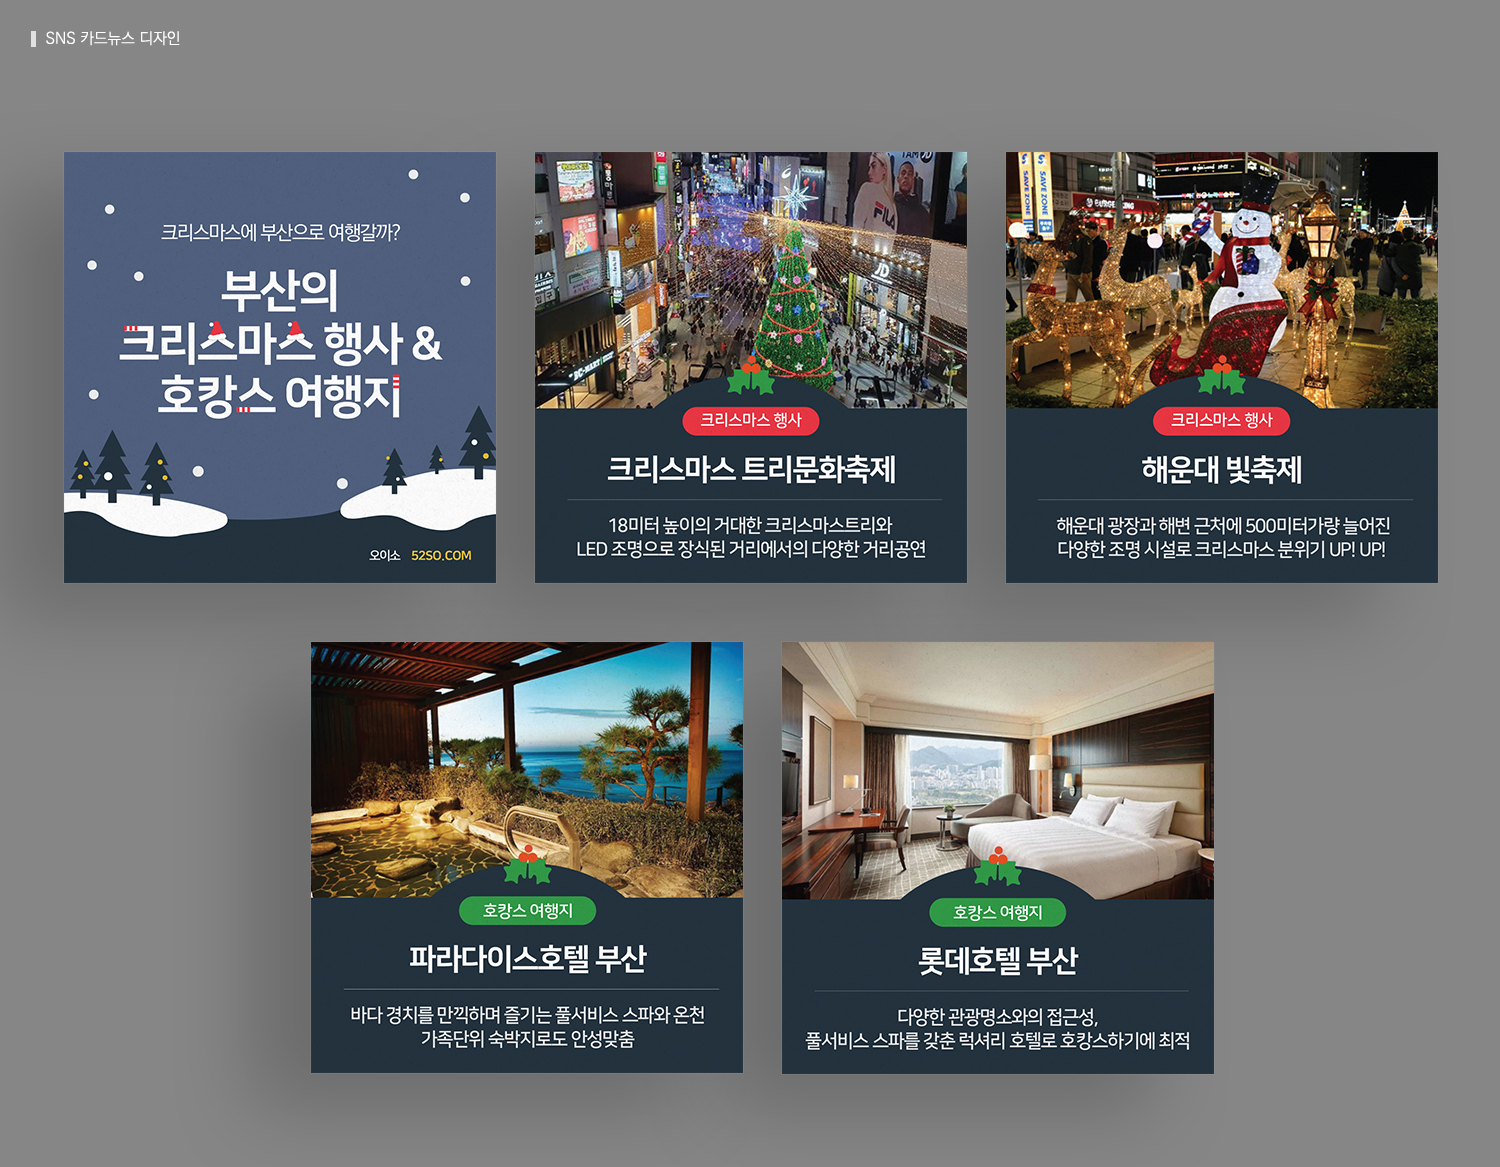 SNS 카드뉴스 디자인
크리스마스에 부산으로 여행갈까?
부산의
크리스마스 행사 &
호캉스 여행지
오이소 52SO.COM
FILA
크리스마스 행사
크리스마스 트리문화축제
18미터 높이의 거대한 크리스마스트리와
LED 조명으로 장식된 거리에서의 다양한 거리공연
SAVE ZONE
SAVE ZONE
BURGER KING
크리스마스 행사
해운대 빛축제
해운대 광장과 해변 근처에 500미터가량 늘어진
다양한 조명 시설로 크리스마스 분위기 UP! UP!
호캉스 여행지
파라다이스호텔 부산
바다 경치를 만끽하며 즐기는 풀서비스 스파와 온천
가족단위 숙박지로도 안성맞춤
호캉스 여행지
롯데호텔 부산
다양한 관광명소와의 접근성,
풀서비스 스파를 갖춘 럭셔리 호텔로 호캉스하기에 최적